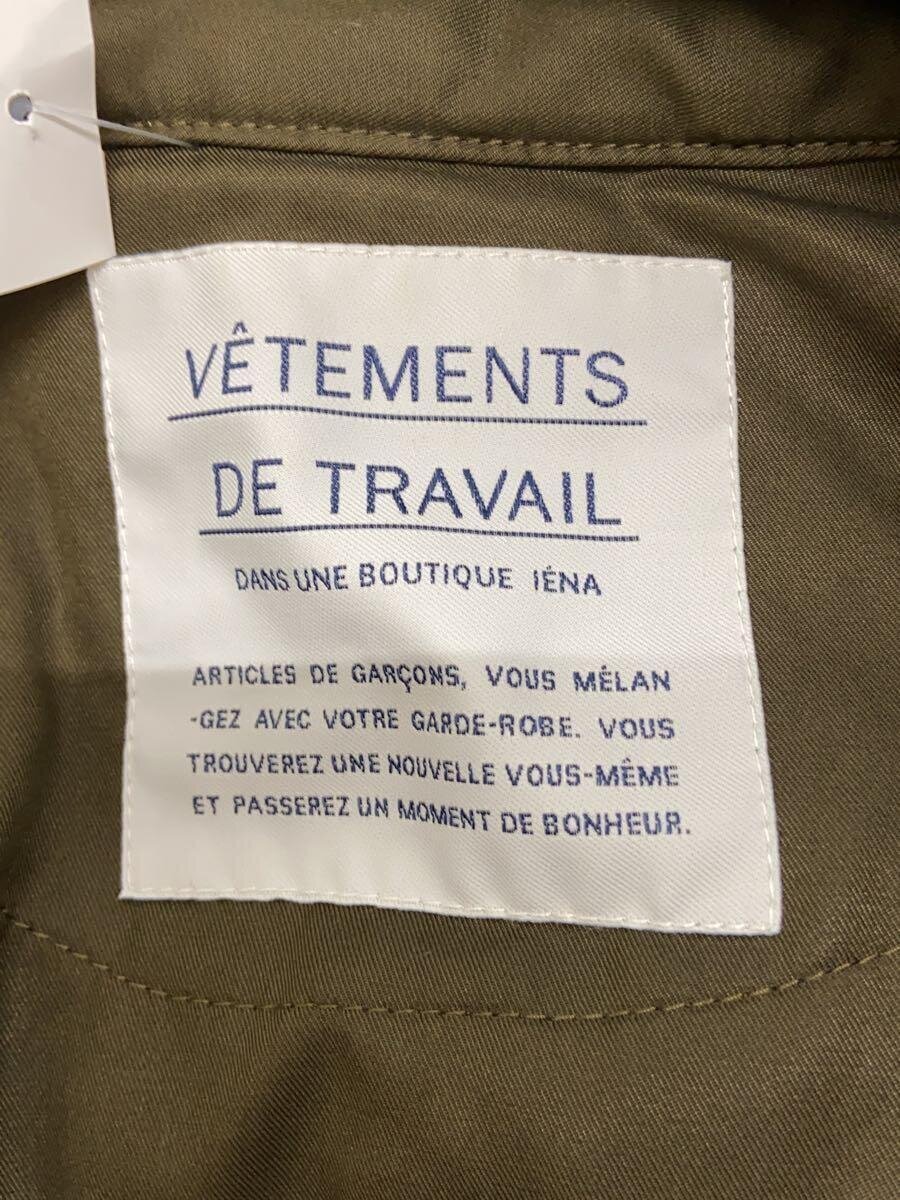 VÊTEMENTS
DE TRAVAIL
DANS UNE BOUTIQUE IÉNA
ARTICLES DE GARÇONS, VOUS MÉLAN
-GEZ AVEC VOTRE GARDE-ROBE. VOUS
TROUVEREZ UNE NOUVELLE VOUS-MÊME
ET PASSEREZ UN MOMENT DE BONHEUR.